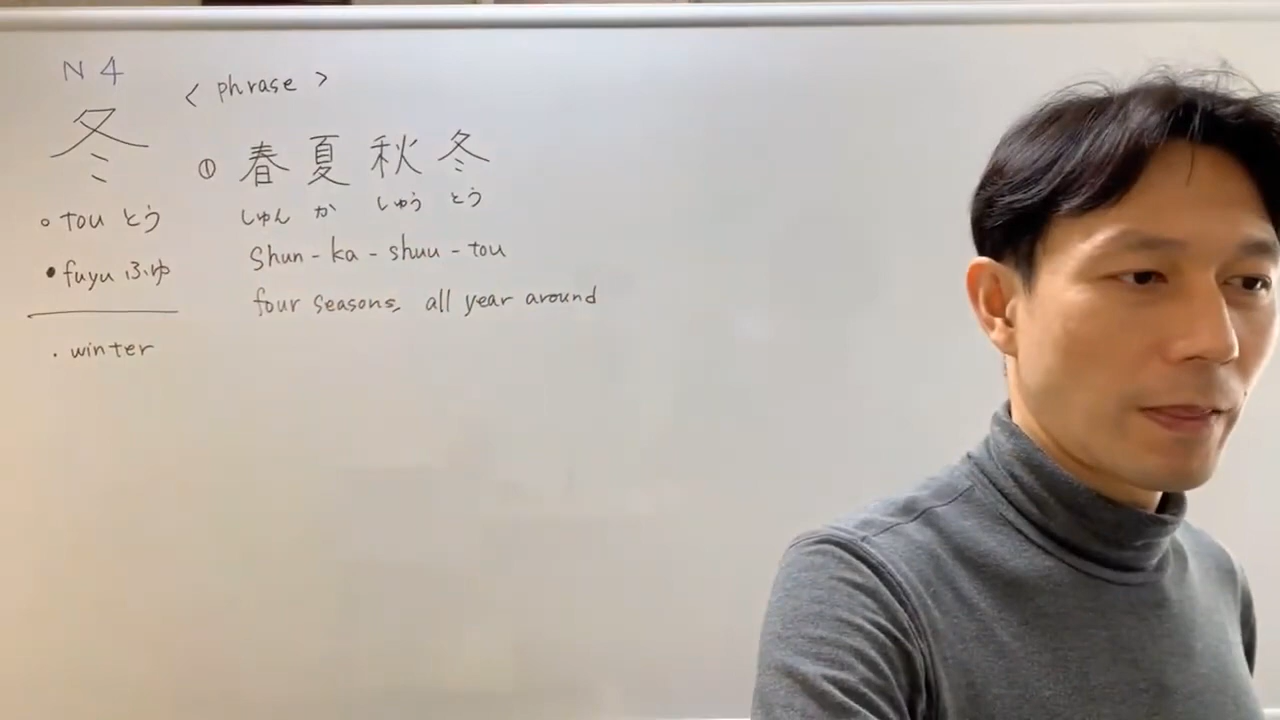 N4
冬
○ tou とう
● fuyu ふゆ
・winter
< phrase >
① 春夏秋冬
しゅん か しゅう とう
Shun - ka - shuu - tou
four seasons, all year around